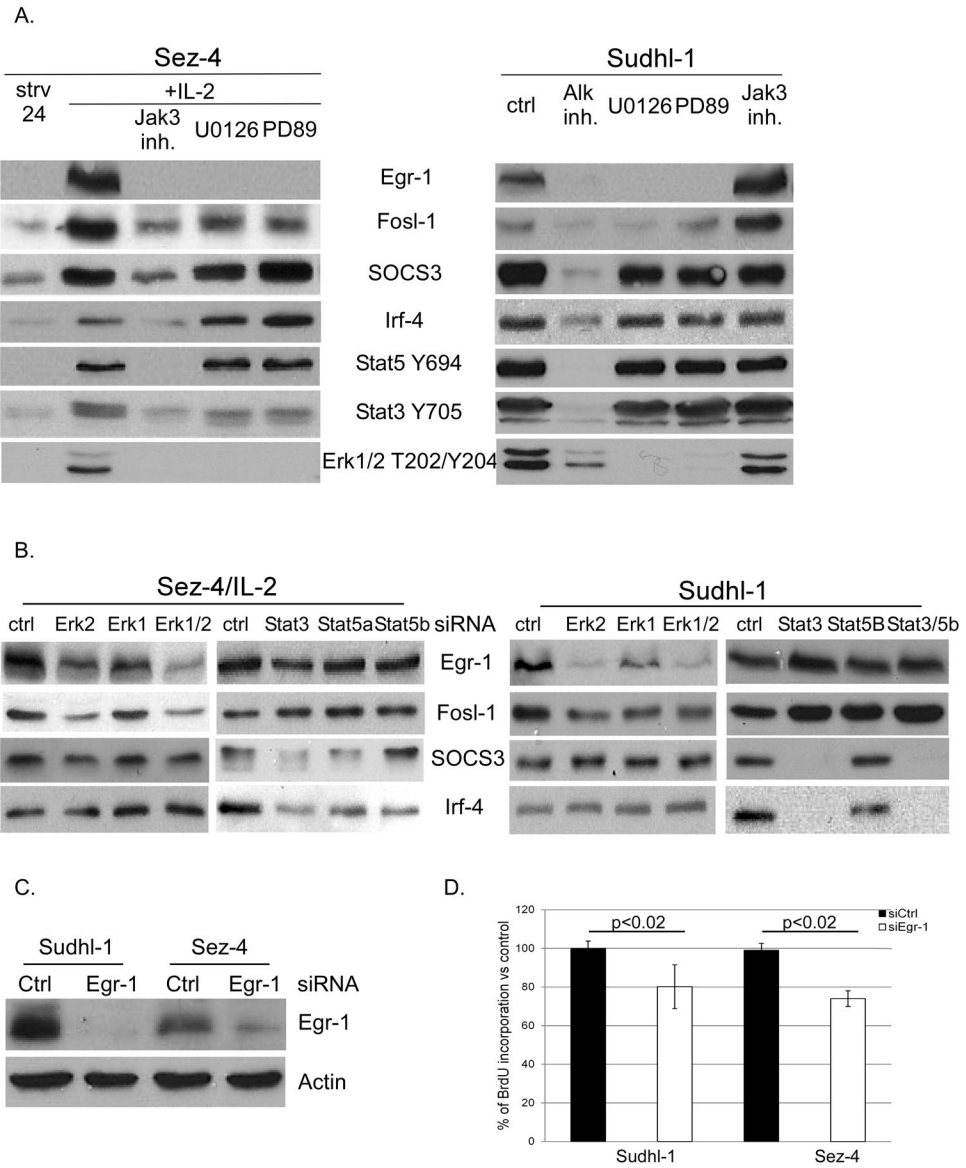 A.
Sez-4
strv
24
+IL-2
Jak3
inh.
U0126 PD89
Sudhl-1
ctrl
Alk
inh.
U0126 PD89
Jak3
inh.
Egr-1
Fosl-1
SOCS3
Irf-4
Stat5 Y694
Stat3 Y705
Erk1/2 T202/Y204
B.
Sez-4/IL-2
Sudhl-1
ctrl Erk2 Erk1 Erk1/2 ctrl Stat3 Stat5a Stat5b siRNA ctrl Erk2 Erk1 Erk1/2 ctrl Stat3 Stat5B Stat3/5b
Egr-1
Fosl-1
SOCS3
Irf-4
C.
Sudhl-1 Sez-4
Ctrl Egr-1 Ctrl Egr-1 siRNA
Egr-1
Actin
D.
% of BrdU incorporation vs control
120
100
80
60
40
20
0
p<0.02 p<0.02
siCtrl
siEgr-1
Sudhl-1 Sez-4